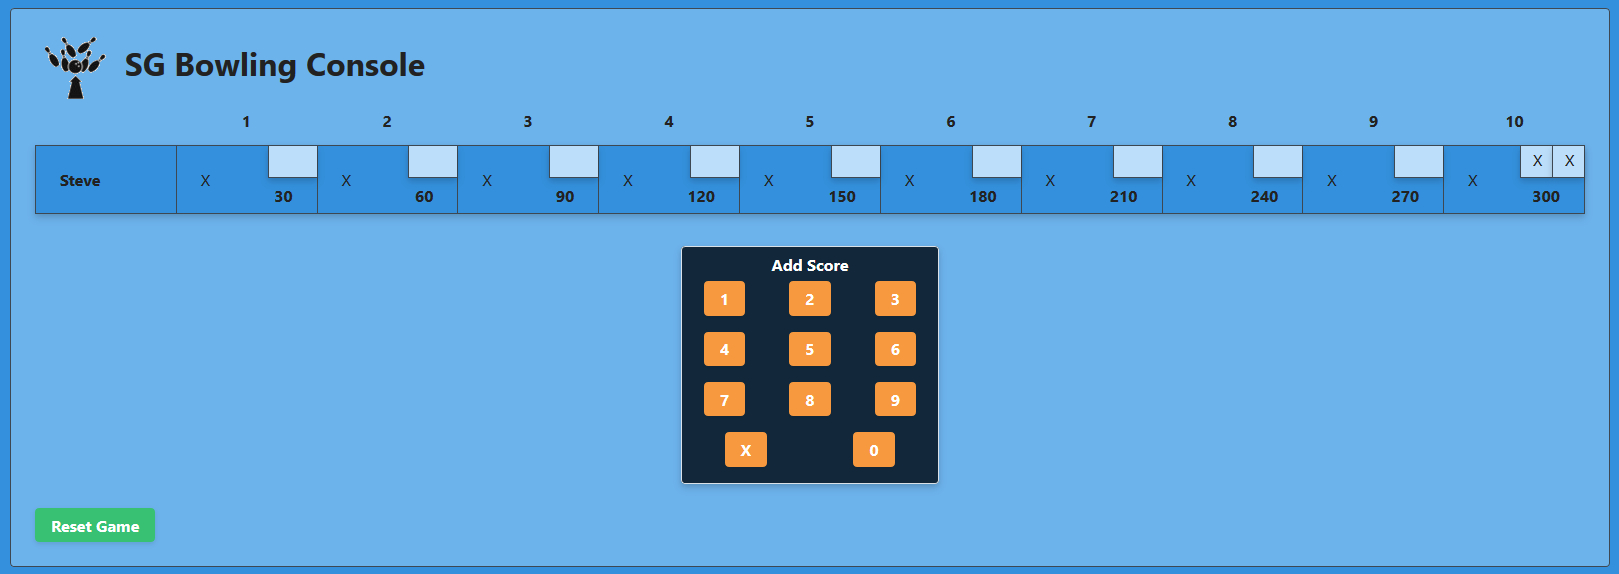 SG Bowling Console
1 2 3 4 5 6 7 8 9 10
X X
Steve X X X X X X X X X X
30 60 90 120 150 180 210 240 270 300
Add Score
1 2 3
4 5 6
7 8 9
X 0
Reset Game